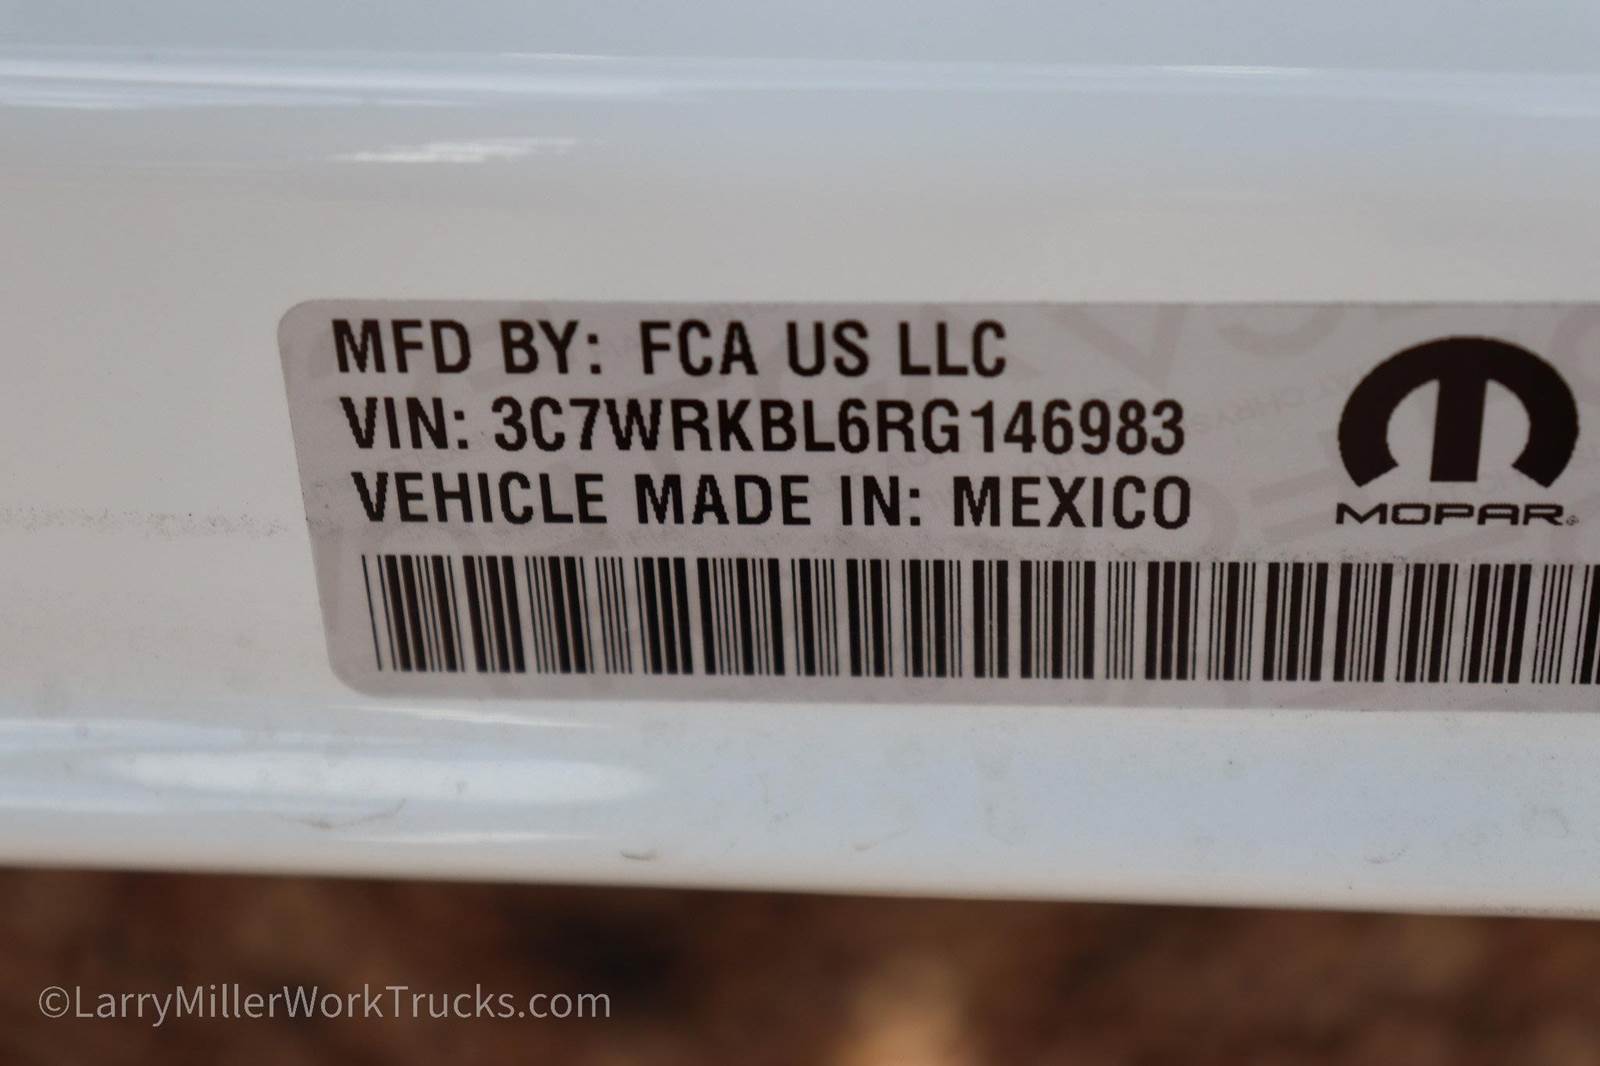 MFD BY: FCA US LLC
VIN: 3C7WRKBL6RG146983
VEHICLE MADE IN: MEXICO
MOPAR
©LarryMillerWorkTrucks.com